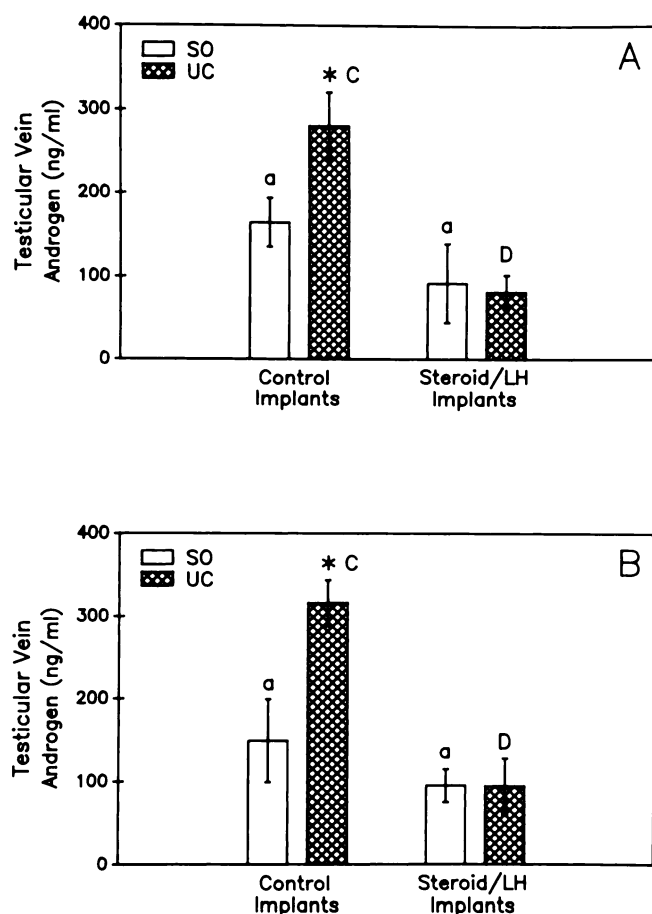 400
300
200
100
0
Testicular Vein
Androgen (ng/ml)
SO
UC
A
a
* C
a
D
Control
Implants
Steroid/LH
Implants
400
300
200
100
0
Testicular Vein
Androgen (ng/ml)
SO
UC
B
a
* C
a
D
Control
Implants
Steroid/LH
Implants